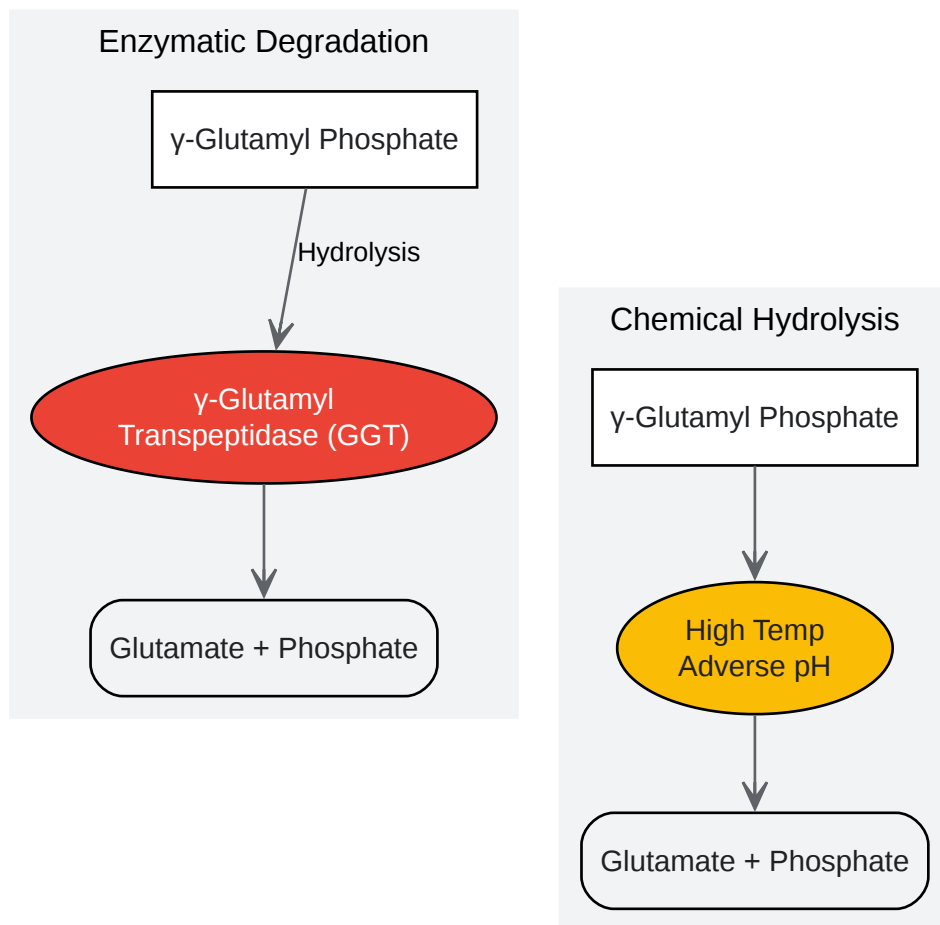 Enzymatic Degradation
γ-Glutamyl Phosphate
Hydrolysis
γ-Glutamyl
Transpeptidase (GGT)
Glutamate + Phosphate
Chemical Hydrolysis
γ-Glutamyl Phosphate
High Temp
Adverse pH
Glutamate + Phosphate